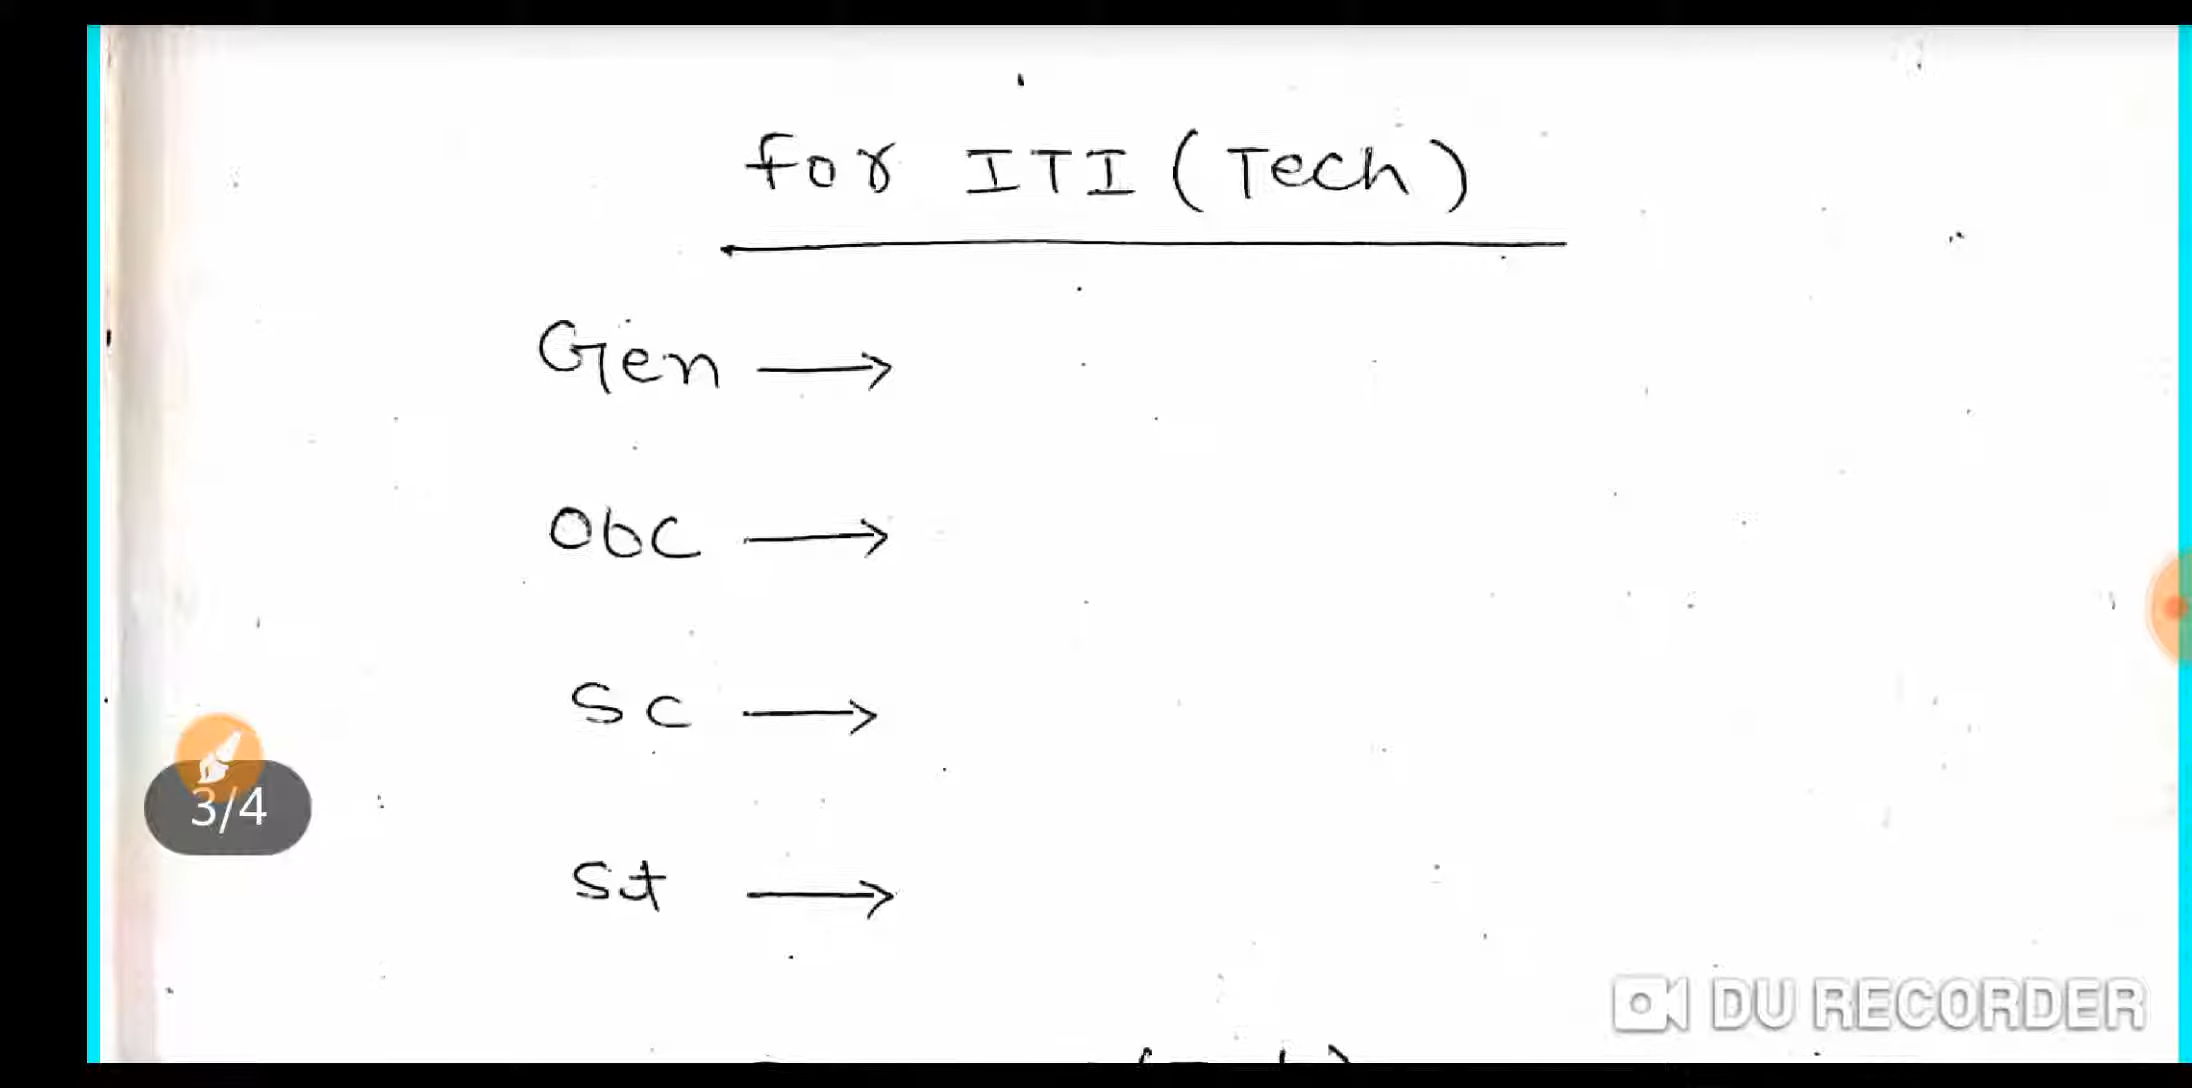 for ITI (Tech)
Gen →
Obc →
Sc →
St →
3/4
DU RECORDER